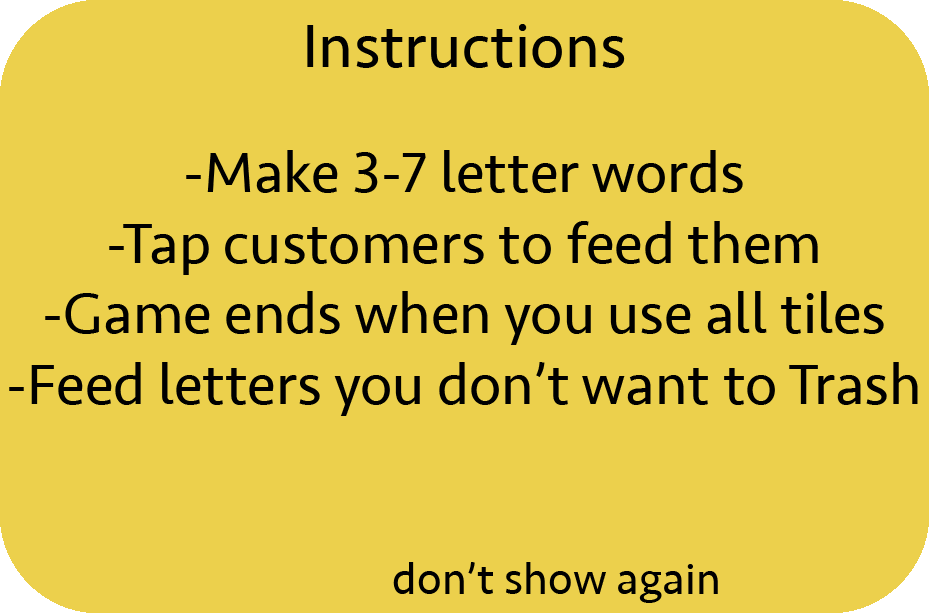 Instructions
-Make 3-7 letter words
-Tap customers to feed them
-Game ends when you use all tiles
-Feed letters you don’t want to Trash
don’t show again